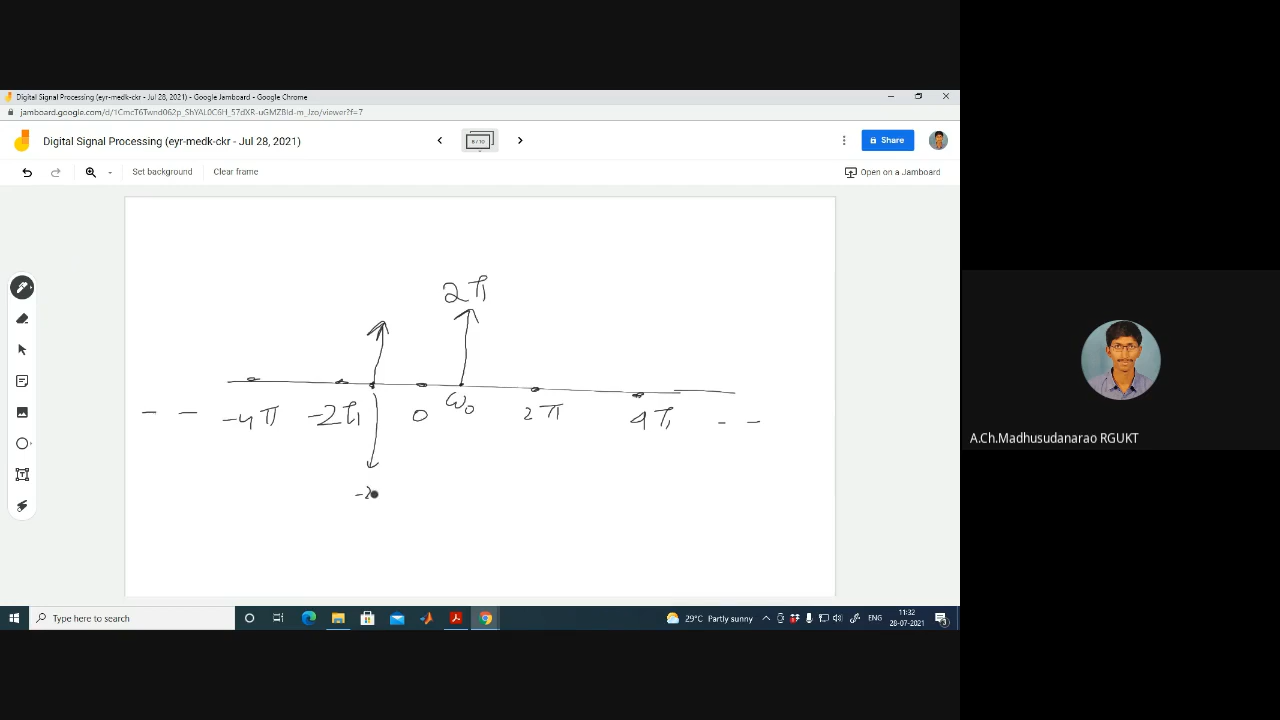 Digital Signal Processing (eyr-medk-ckr - Jul 28, 2021) - Google Jamboard - Google Chrome
Digital Signal Processing (eyr-medk-ckr - Jul 28, 2021)
8 / 10
Share
Set background
Clear frame
Open on a Jamboard
2π
-4π -2π 0 ω0 2π 4π
A.Ch.Madhusudanarao RGUKT
Type here to search
29°C Partly sunny
ENG
11:32
28-07-2021